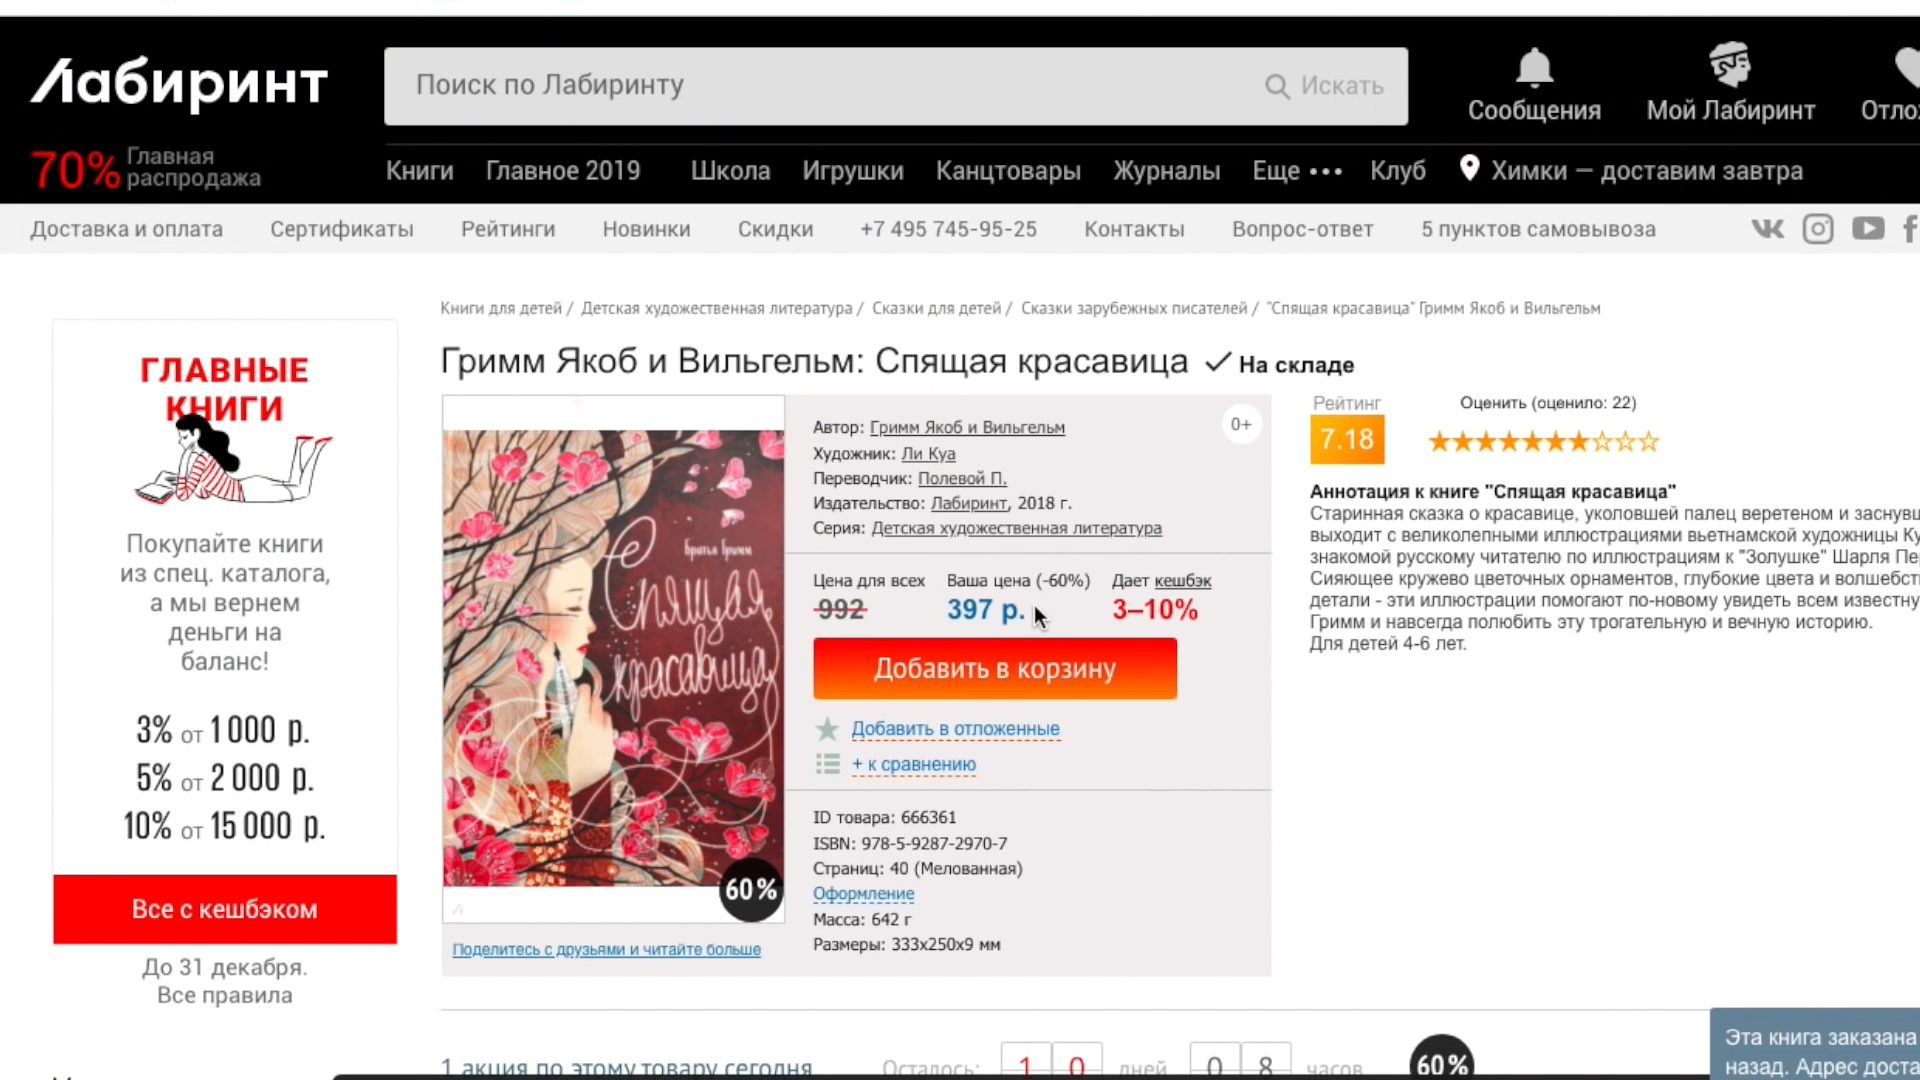 Лабиринт
Поиск по Лабиринту
Искать
Сообщения
Мой Лабиринт
70% Главная
распродажа
Книги Главное 2019 Школа Игрушки Канцтовары Журналы Еще ••• Клуб Химки — доставим завтра
Доставка и оплата Сертификаты Рейтинги Новинки Скидки +7 495 745-95-25 Контакты Вопрос-ответ 5 пунктов самовывоза
Книги для детей / Детская художественная литература / Сказки для детей / Сказки зарубежных писателей / "Спящая красавица" Гримм Якоб и Вильгельм
ГЛАВНЫЕ
КНИГИ
Покупайте книги
из спец. каталога,
а мы вернем
деньги на
баланс!
3% от 1 000 р.
5% от 2 000 р.
10% от 15 000 р.
Все с кешбэком
До 31 декабря.
Все правила
Гримм Якоб и Вильгельм: Спящая красавица На складе
Братья Гримм
Спящая
красавица
60%
Поделитесь с друзьями и читайте больше
0+
Автор: Гримм Якоб и Вильгельм
Художник: Ли Куа
Переводчик: Полевой П.
Издательство: Лабиринт, 2018 г.
Серия: Детская художественная литература
Цена для всех Ваша цена (-60%) Дает кешбэк
992 397 р. 3–10%
Добавить в корзину
Добавить в отложенные
+ к сравнению
ID товара: 666361
ISBN: 978-5-9287-2970-7
Страниц: 40 (Мелованная)
Оформление
Масса: 642 г
Размеры: 333x250x9 мм
Рейтинг Оценить (оценило: 22)
7.18
Аннотация к книге "Спящая красавица"
Старинная сказка о красавице, уколовшей палец веретеном и
выходит с великолепными иллюстрациями вьетнамской художницы
знакомой русскому читателю по иллюстрациям к "Золушке" Шарля
Сияющее кружево цветочных орнаментов, глубокие цвета и
детали - эти иллюстрации помогают по-новому увидеть всем
Гримм и навсегда полюбить эту трогательную и вечную историю.
Для детей 4-6 лет.
1 акция по этому товару сегодня Осталось: 1 0 дней 0 8 часов 60%
Эта книга заказана
назад. Адрес